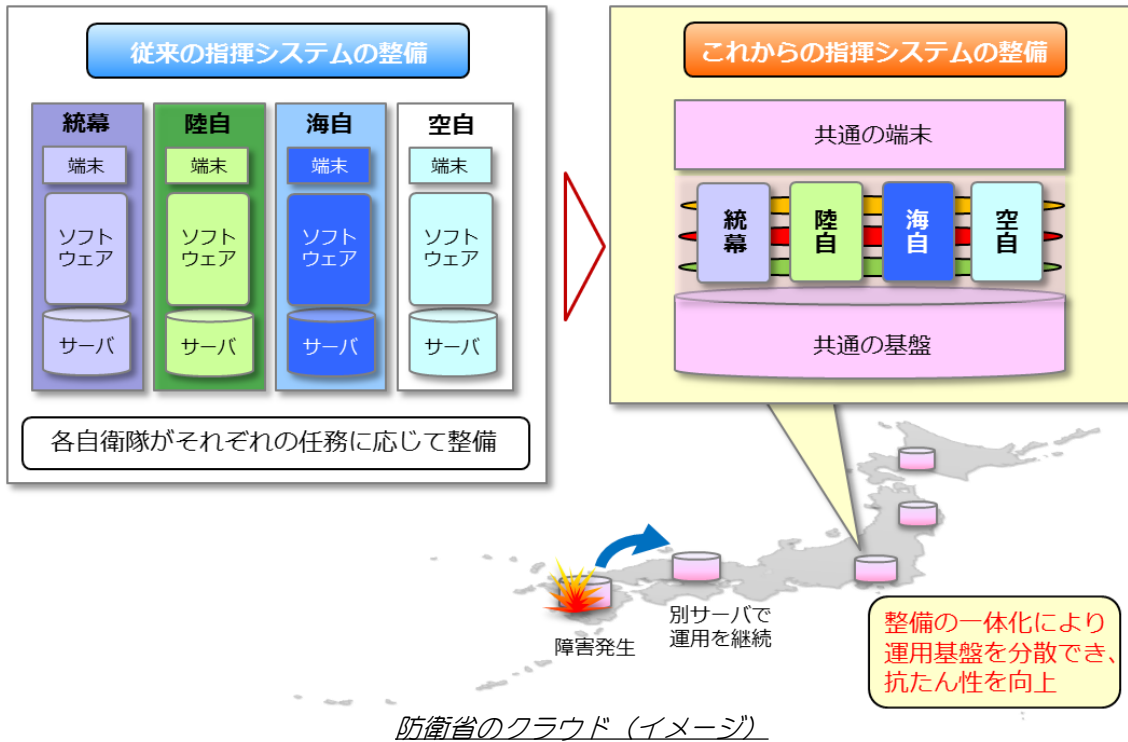 従来の指揮システムの整備
統幕
端末
ソフト
ウェア
サーバ
陸自
端末
ソフト
ウェア
サーバ
海自
端末
ソフト
ウェア
サーバ
空自
端末
ソフト
ウェア
サーバ
各自衛隊がそれぞれの任務に応じて整備
これからの指揮システムの整備
共通の端末
統幕
陸自
海自
空自
共通の基盤
障害発生
別サーバで
運用を継続
整備の一体化により
運用基盤を分散でき、
抗たん性を向上
防衛省のクラウド（イメージ）